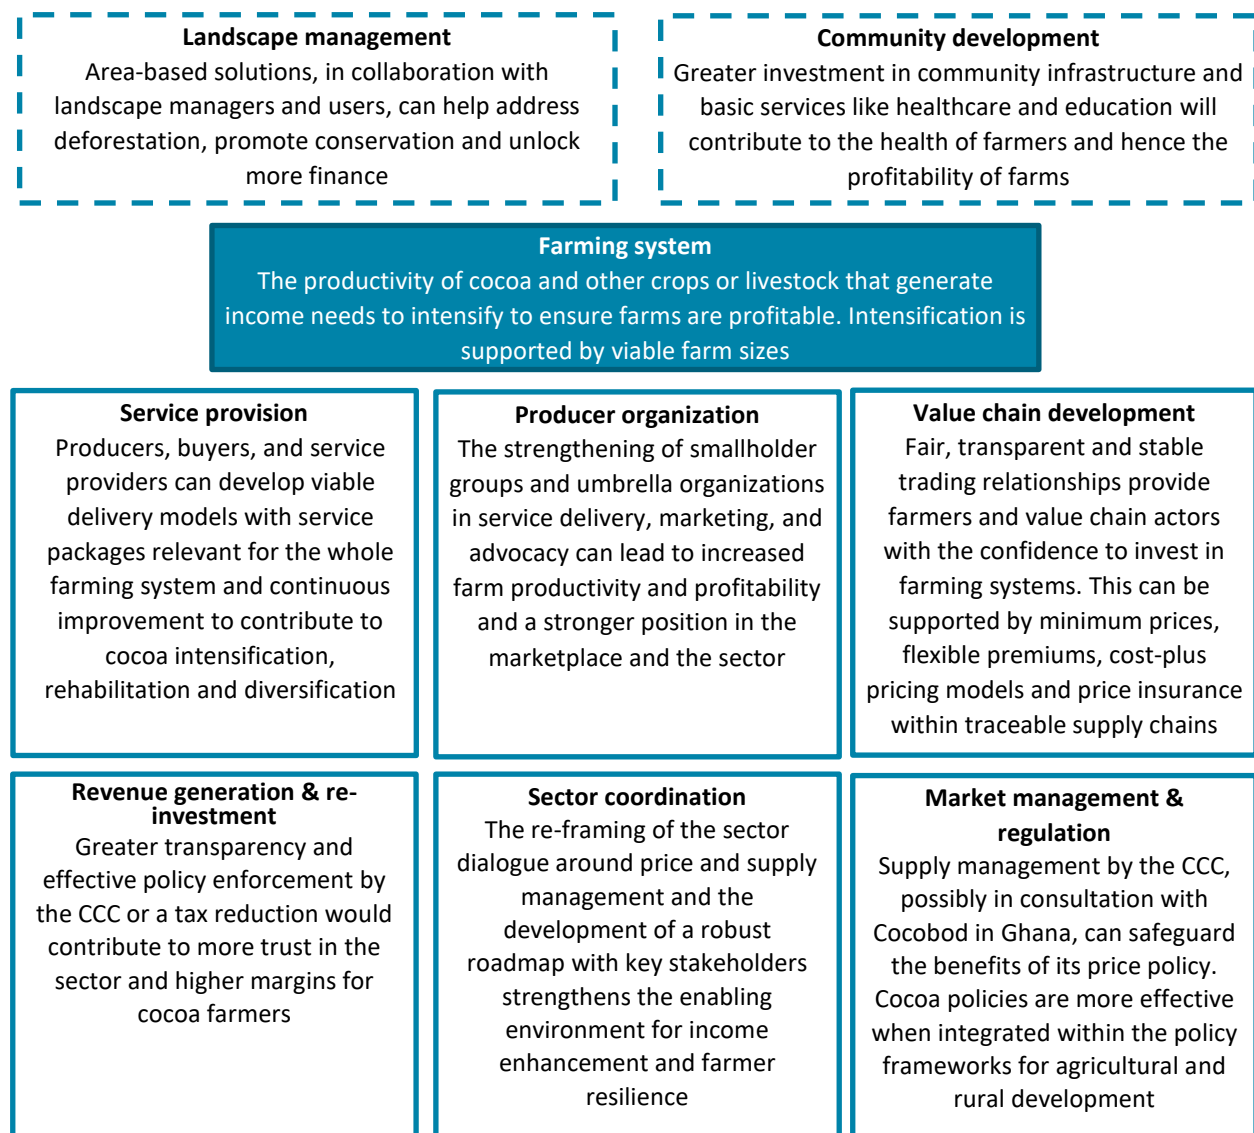 Landscape management
Area-based solutions, in collaboration with
landscape managers and users, can help address
deforestation, promote conservation and unlock
more finance
Community development
Greater investment in community infrastructure and
basic services like healthcare and education will
contribute to the health of farmers and hence the
profitability of farms
Farming system
The productivity of cocoa and other crops or livestock that generate
income needs to intensify to ensure farms are profitable. Intensification is
supported by viable farm sizes
Service provision
Producers, buyers, and service
providers can develop viable
delivery models with service
packages relevant for the whole
farming system and continuous
improvement to contribute to
cocoa intensification,
rehabilitation and diversification
Producer organization
The strengthening of smallholder
groups and umbrella organizations
in service delivery, marketing, and
advocacy can lead to increased
farm productivity and profitability
and a stronger position in the
marketplace and the sector
Value chain development
Fair, transparent and stable
trading relationships provide
farmers and value chain actors
with the confidence to invest in
farming systems. This can be
supported by minimum prices,
flexible premiums, cost-plus
pricing models and price insurance
within traceable supply chains
Revenue generation & re-
investment
Greater transparency and
effective policy enforcement by
the CCC or a tax reduction would
contribute to more trust in the
sector and higher margins for
cocoa farmers
Sector coordination
The re-framing of the sector
dialogue around price and supply
management and the
development of a robust
roadmap with key stakeholders
strengthens the enabling
environment for income
enhancement and farmer
resilience
Market management &
regulation
Supply management by the CCC,
possibly in consultation with
Cocobod in Ghana, can safeguard
the benefits of its price policy.
Cocoa policies are more effective
when integrated within the policy
frameworks for agricultural and
rural development